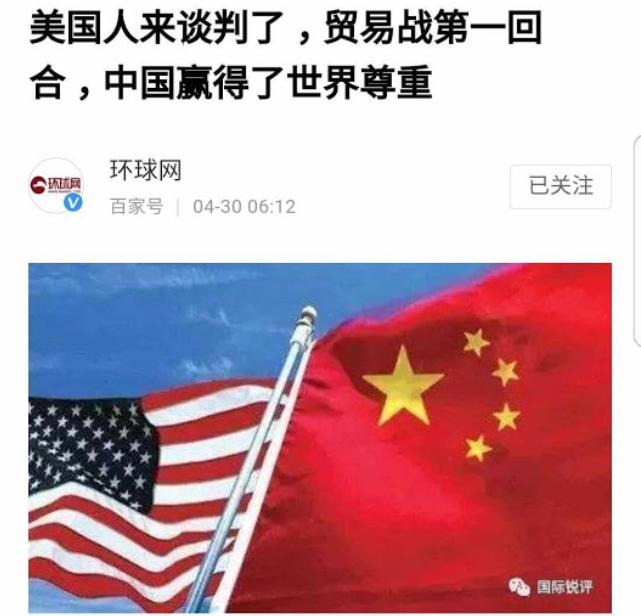 美国人来谈判了，贸易战第一回
合，中国赢得了世界尊重
环球网
环球网
百家号 | 04-30 06:12
已关注
国际锐评